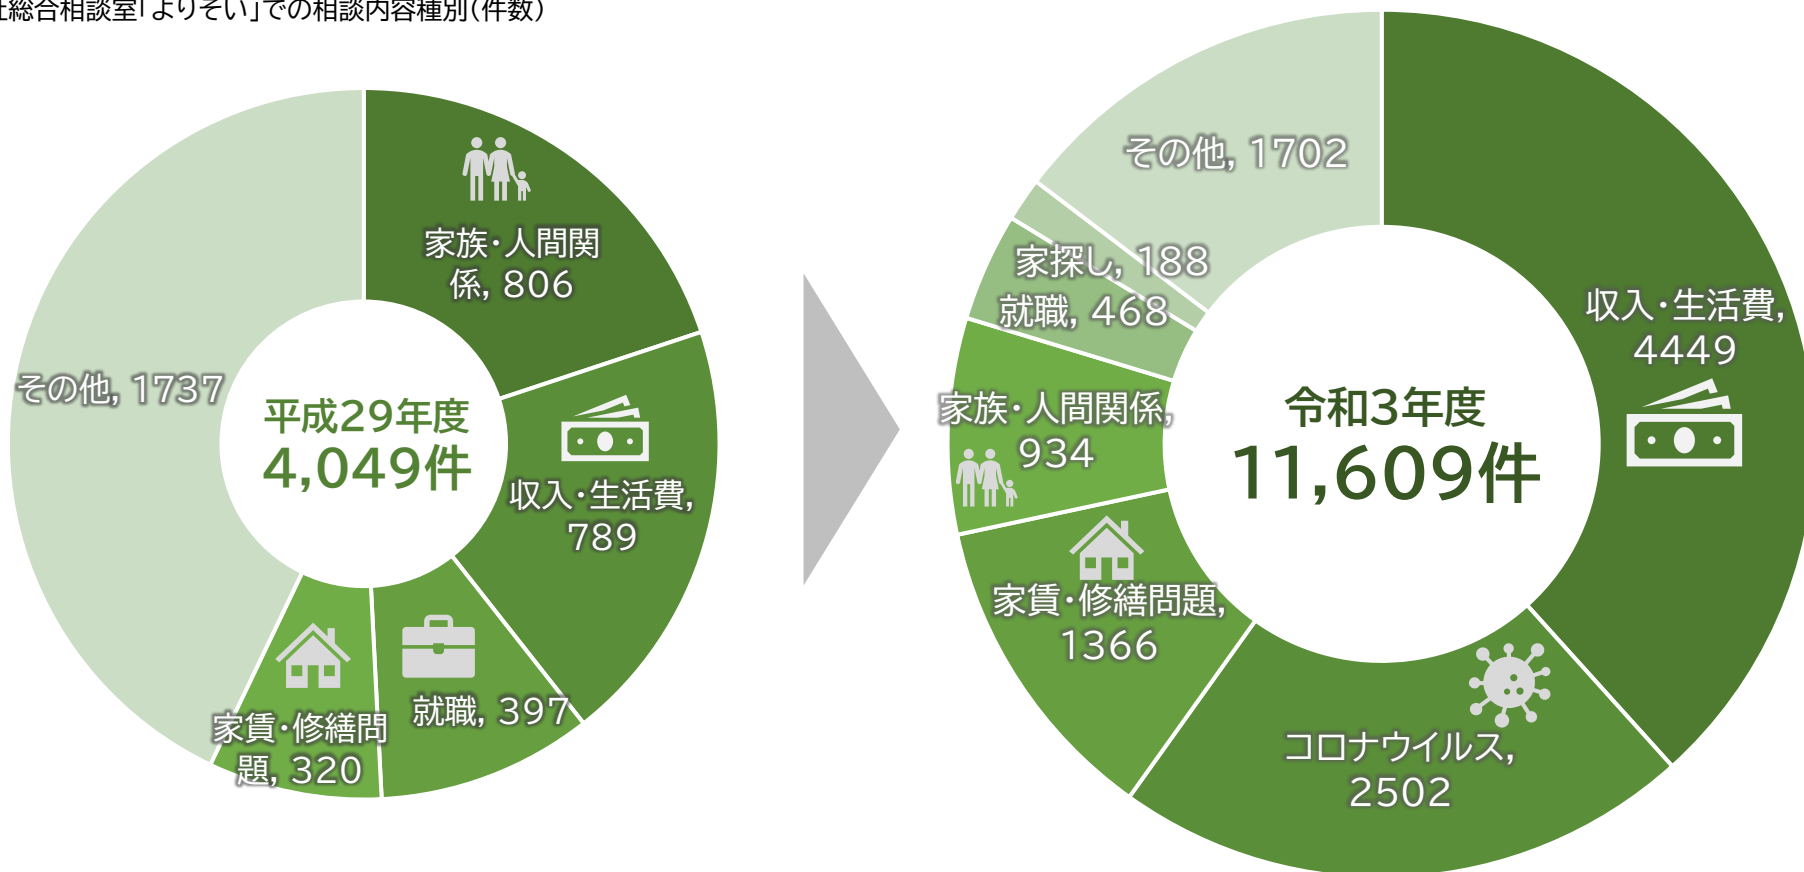 総合相談室「よりそい」での相談内容種別（件数）
家族・人間関
係, 806
収入・生活費,
789
就職, 397
家賃・修繕問
題, 320
その他, 1737
平成29年度
4,049件
収入・生活費,
4449
コロナウイルス,
2502
家賃・修繕問題,
1366
家族・人間関係,
934
就職, 468
家探し, 188
その他, 1702
令和3年度
11,609件